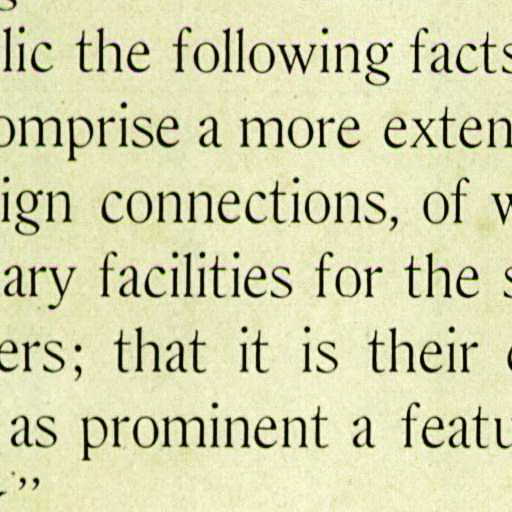 lic the following facts
omprise a more exten
ign connections, of w
ary facilities for the s
ers; that it is their
as prominent a featu
”